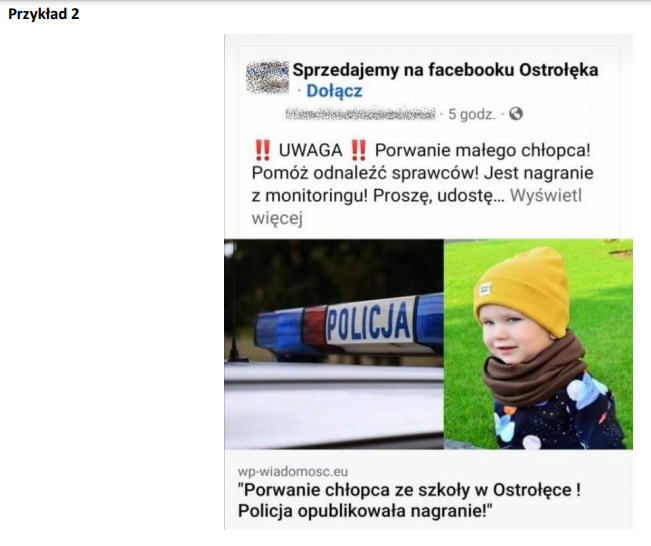 Przykład 2
Sprzedajemy na facebooku Ostrołęka
· Dołącz
· 5 godz. ·
‼ UWAGA ‼ Porwanie małego chłopca!
Pomóż odnaleźć sprawców! Jest nagranie
z monitoringu! Proszę, udostę... Wyświetl
więcej
POLICJA
wp-wiadomosc.eu
"Porwanie chłopca ze szkoły w Ostrołęce !
Policja opublikowała nagranie!"